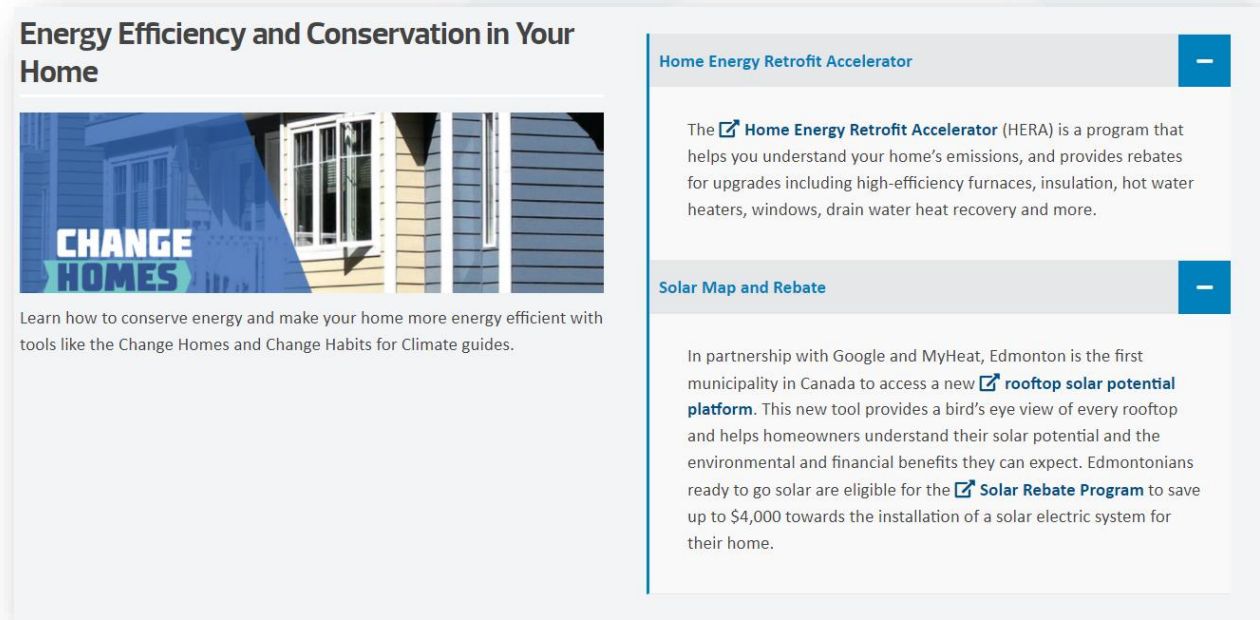 Energy Efficiency and Conservation in Your
Home
CHANGE
HOMES
Learn how to conserve energy and make your home more energy efficient with
tools like the Change Homes and Change Habits for Climate guides.
Home Energy Retrofit Accelerator
The Home Energy Retrofit Accelerator (HERA) is a program that
helps you understand your home's emissions, and provides rebates
for upgrades including high-efficiency furnaces, insulation, hot water
heaters, windows, drain water heat recovery and more.
Solar Map and Rebate
In partnership with Google and MyHeat, Edmonton is the first
municipality in Canada to access a new rooftop solar potential
platform. This new tool provides a bird's eye view of every rooftop
and helps homeowners understand their solar potential and the
environmental and financial benefits they can expect. Edmontonians
ready to go solar are eligible for the Solar Rebate Program to save
up to $4,000 towards the installation of a solar electric system for
their home.